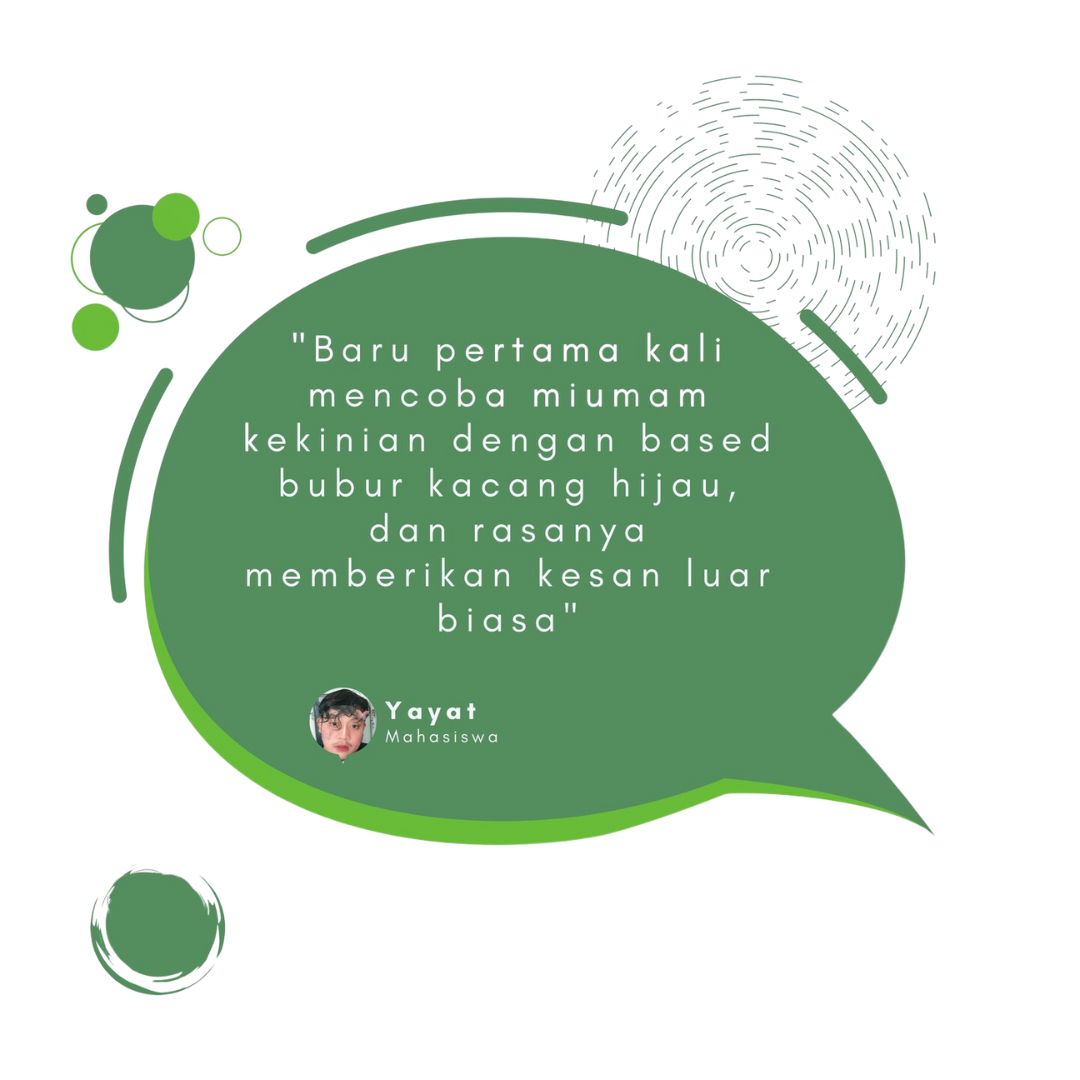 "Baru pertama kali
mencoba miumam
kekinian dengan based
bubur kacang hijau,
dan rasanya
memberikan kesan luar
biasa"
Yayat
Mahasiswa